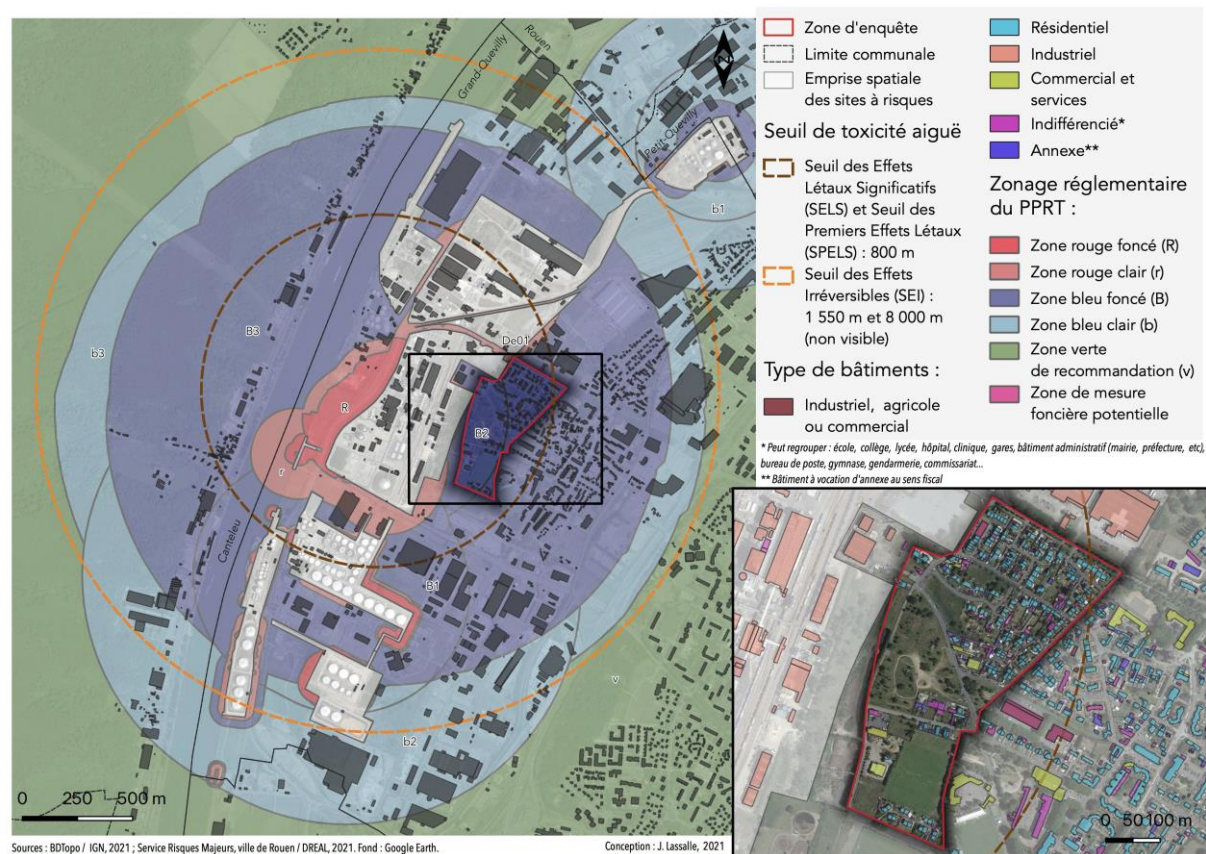 Grand-Quevilly
Rouen
Petit-Quevilly
Canteleu
N
b1
B3
b3
De01
R
B2
r
B1
v
b2
0 250 500 m
Zone d'enquête
Limite communale
Emprise spatiale
des sites à risques
Seuil de toxicité aiguë
Seuil des Effets
Létaux Significatifs
(SELS) et Seuil des
Premiers Effets Létaux
(SPELS) : 800 m
Seuil des Effets
Irréversibles (SEI) :
1 550 m et 8 000 m
(non visible)
Type de bâtiments :
Industriel, agricole
ou commercial
Résidentiel
Industriel
Commercial et
services
Indifférencié*
Annexe**
Zonage réglementaire
du PPRT :
Zone rouge foncé (R)
Zone rouge clair (r)
Zone bleu foncé (B)
Zone bleu clair (b)
Zone verte
de recommandation (v)
Zone de mesure
foncière potentielle
* Peut regrouper : école, collège, lycée, hôpital, clinique, gares, bâtiment administratif (mairie, préfecture, etc),
bureau de poste, gymnase, gendarmerie, commissariat...
** Bâtiment à vocation d'annexe au sens fiscal
0 50 100 m
Sources : BDTopo / IGN, 2021 ; Service Risques Majeurs, ville de Rouen / DREAL, 2021. Fond : Google Earth.
Conception : J. Lassalle, 2021